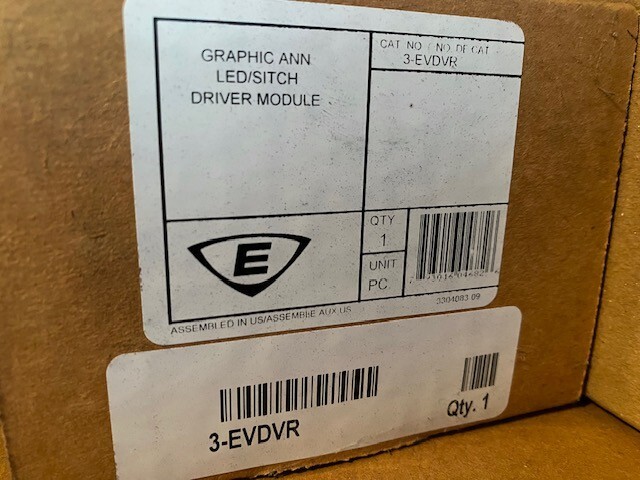 GRAPHIC ANN
LED/SITCH
DRIVER MODULE
CAT NO / NO. DE CAT
3-EVDVR
QTY
1
UNIT
PC.
E
3304083 09
ASSEMBLED IN US/ASSEMBLE AUX US
3-EVDVR
Qty. 1